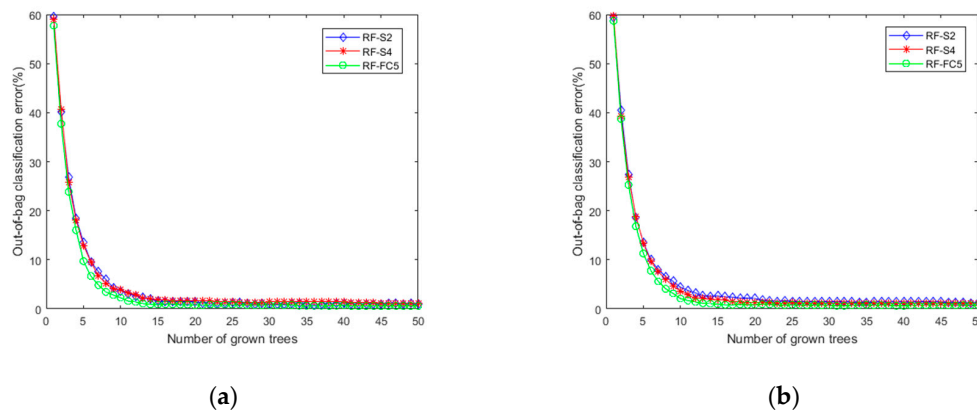 60
50
40
30
20
10
0
Out-of-bag classification error(%)
RF-S2
RF-S4
RF-FC5
0 5 10 15 20 25 30 35 40 45 50
Number of grown trees
(a)
60
50
40
30
20
10
0
Out-of-bag classification error(%)
RF-S2
RF-S4
RF-FC5
0 5 10 15 20 25 30 35 40 45 50
Number of grown trees
(b)